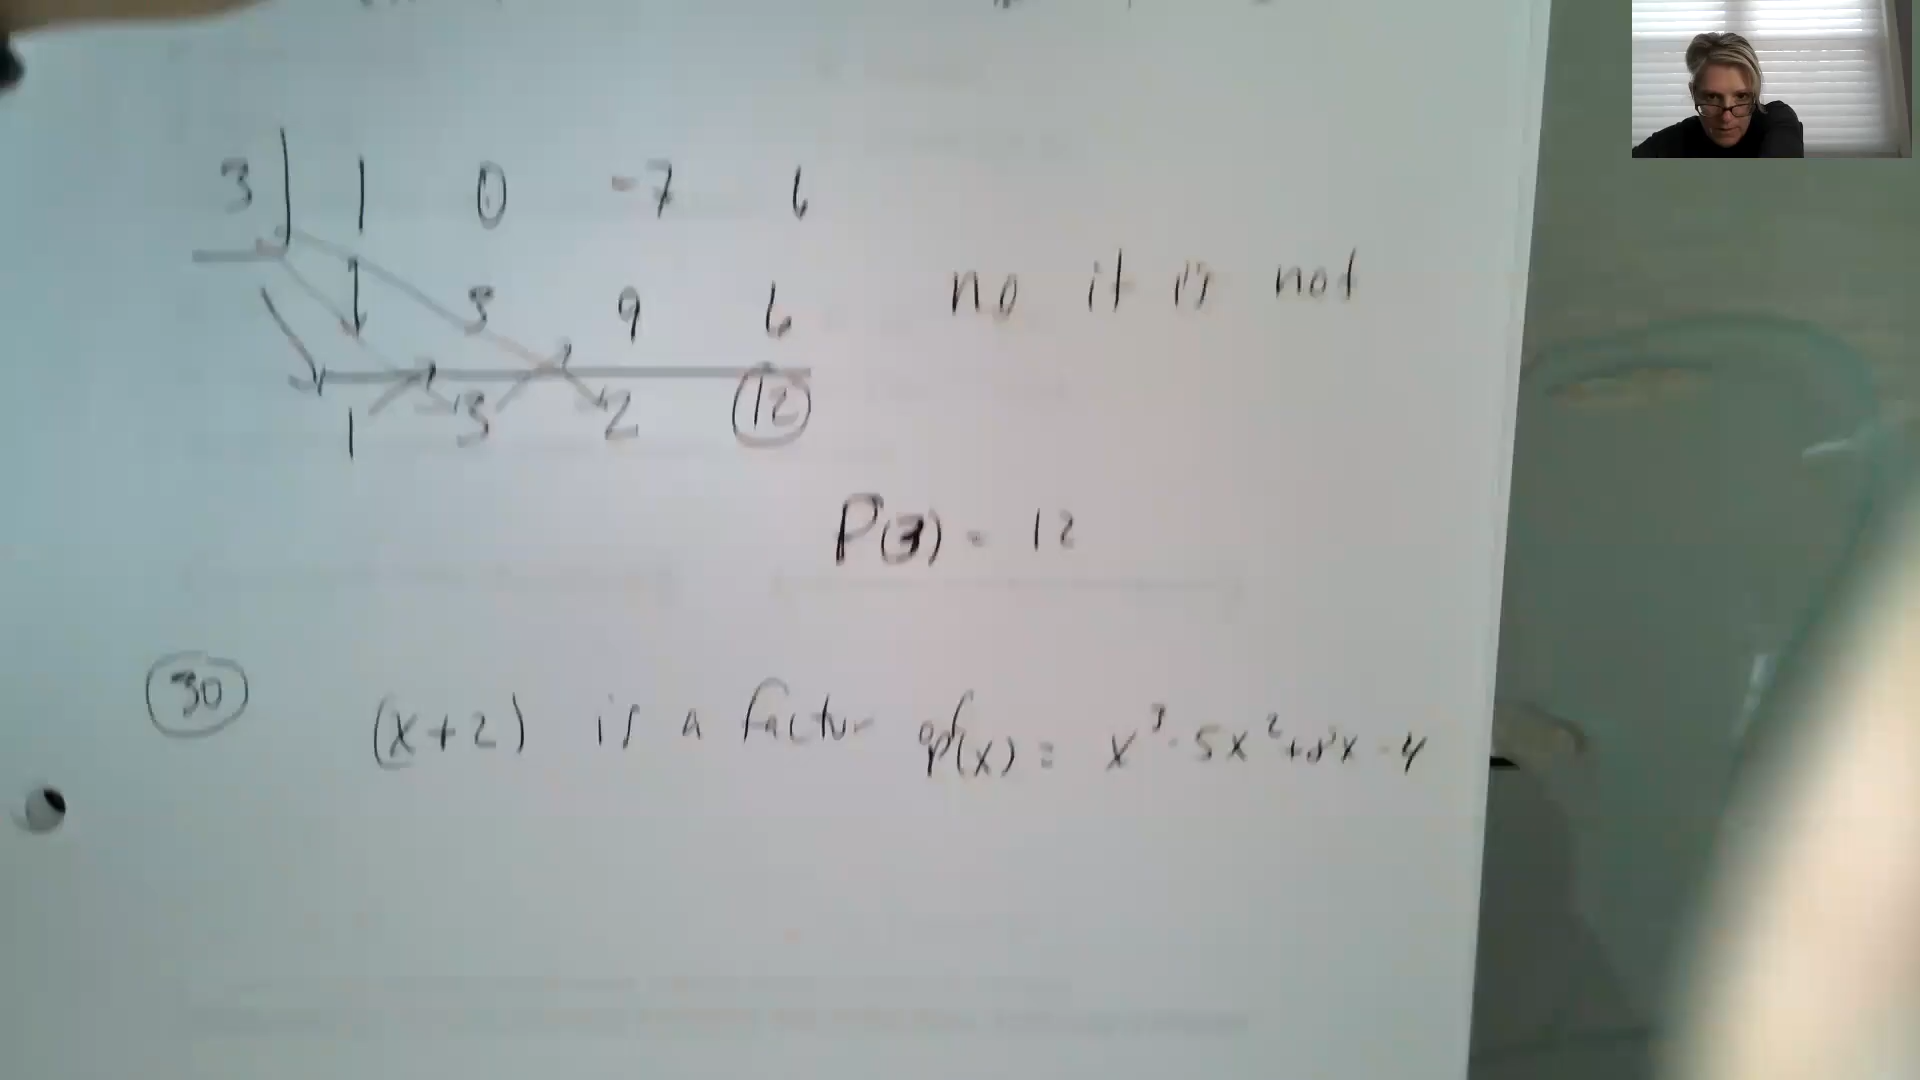 3 1 0 -7 6
3 9 6
1 3 2 12
no it is not
P(3) = 12
30 (x+2) is a factor of p(x) = x³-5x²+8x-4